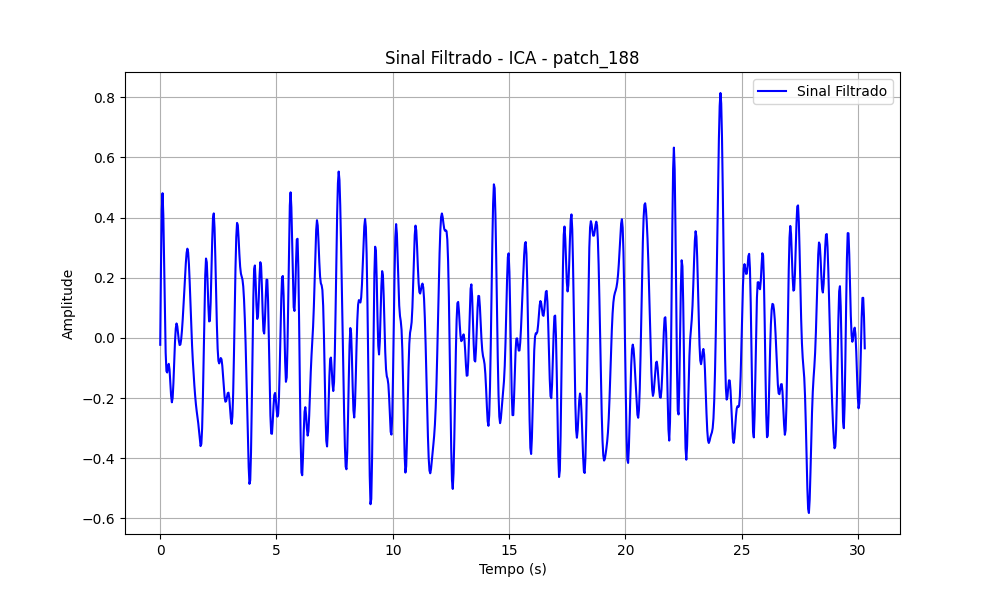 Sinal Filtrado - ICA - patch_188
Sinal Filtrado
Amplitude
0.8
0.6
0.4
0.2
0.0
−0.2
−0.4
−0.6
0 5 10 15 20 25 30
Tempo (s)